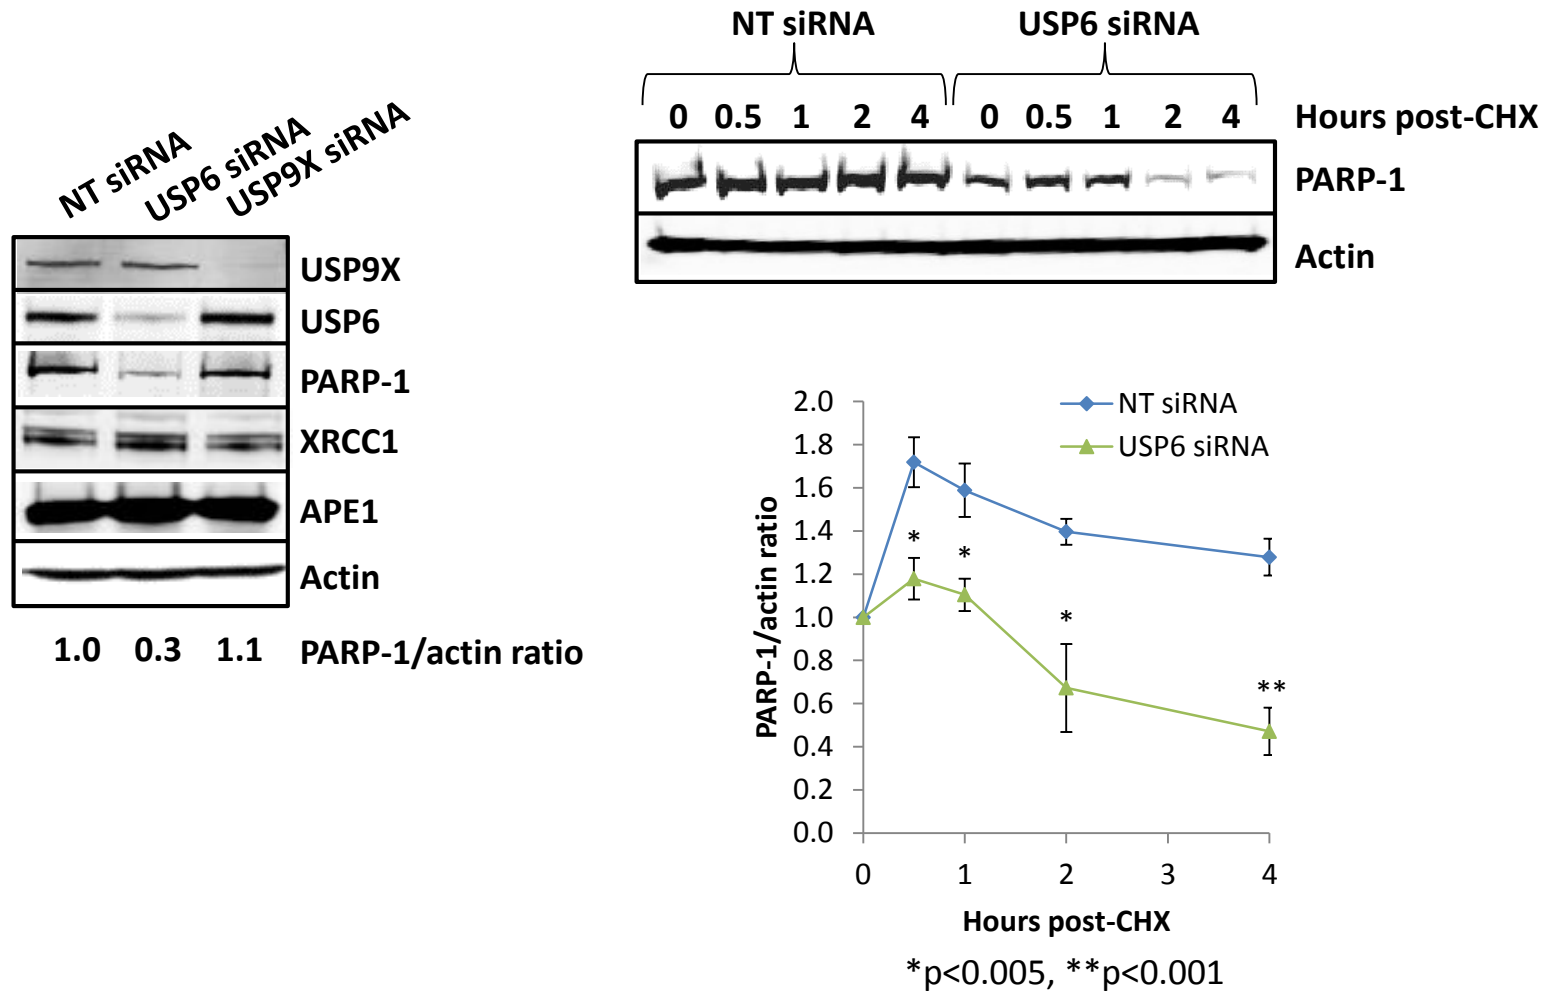 NT siRNA
USP6 siRNA
USP9X siRNA
USP9X
USP6
PARP-1
XRCC1
APE1
Actin
1.0 0.3 1.1 PARP-1/actin ratio
NT siRNA USP6 siRNA
0 0.5 1 2 4 0 0.5 1 2 4 Hours post-CHX
PARP-1
Actin
NT siRNA
USP6 siRNA
PARP-1/actin ratio
2.0
1.8
1.6
1.4
1.2
1.0
0.8
0.6
0.4
0.2
0.0
* * * **
0 1 2 3 4
Hours post-CHX
*p<0.005, **p<0.001